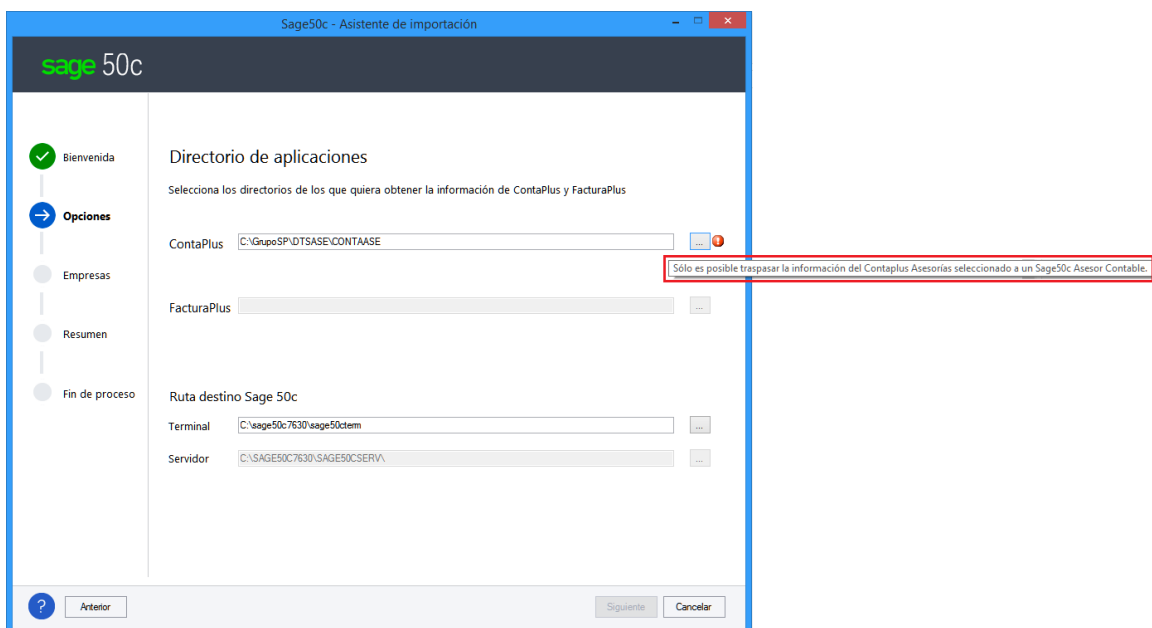 Sage50c - Asistente de importación
sage 50c
Bienvenida
Opciones
Empresas
Resumen
Fin de proceso
Directorio de aplicaciones
Selecciona los directorios de los que quiera obtener la información de ContaPlus y FacturaPlus
ContaPlus C:\GrupoSP\DTSASE\CONTAASE ...
Sólo es posible traspasar la información del Contaplus Asesorías seleccionado a un Sage50c Asesor Contable.
FacturaPlus ...
Ruta destino Sage 50c
Terminal C:\sage50c7630\sage50cterm ...
Servidor C:\SAGE50C7630\SAGE50CSERV\ ...
? Anterior Siguiente Cancelar